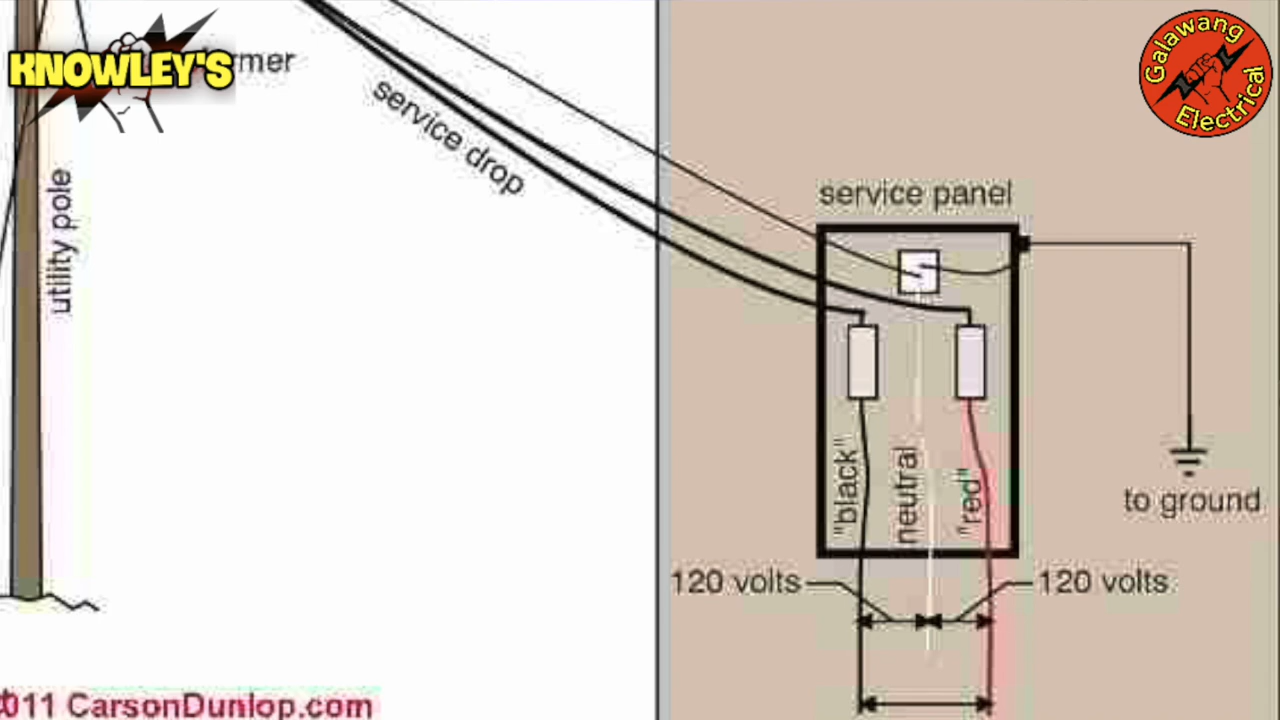 KNOWLEY'S
rmer
Galawang
Electrical
service drop
utility pole
service panel
"black"
neutral
"red"
to ground
120 volts
120 volts
011 CarsonDunlop.com